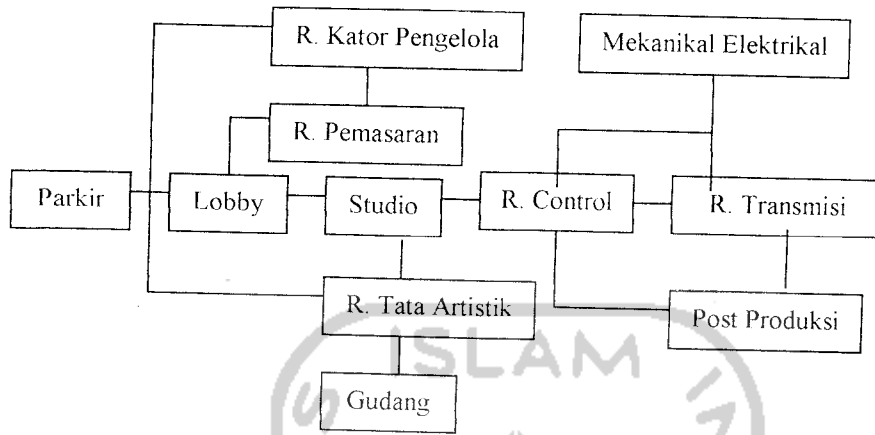 R. Kator Pengelola
Mekanikal Elektrikal
R. Pemasaran
Parkir
Lobby
Studio
R. Control
R. Transmisi
R. Tata Artistik
Post Produksi
ISLAM
Gudang